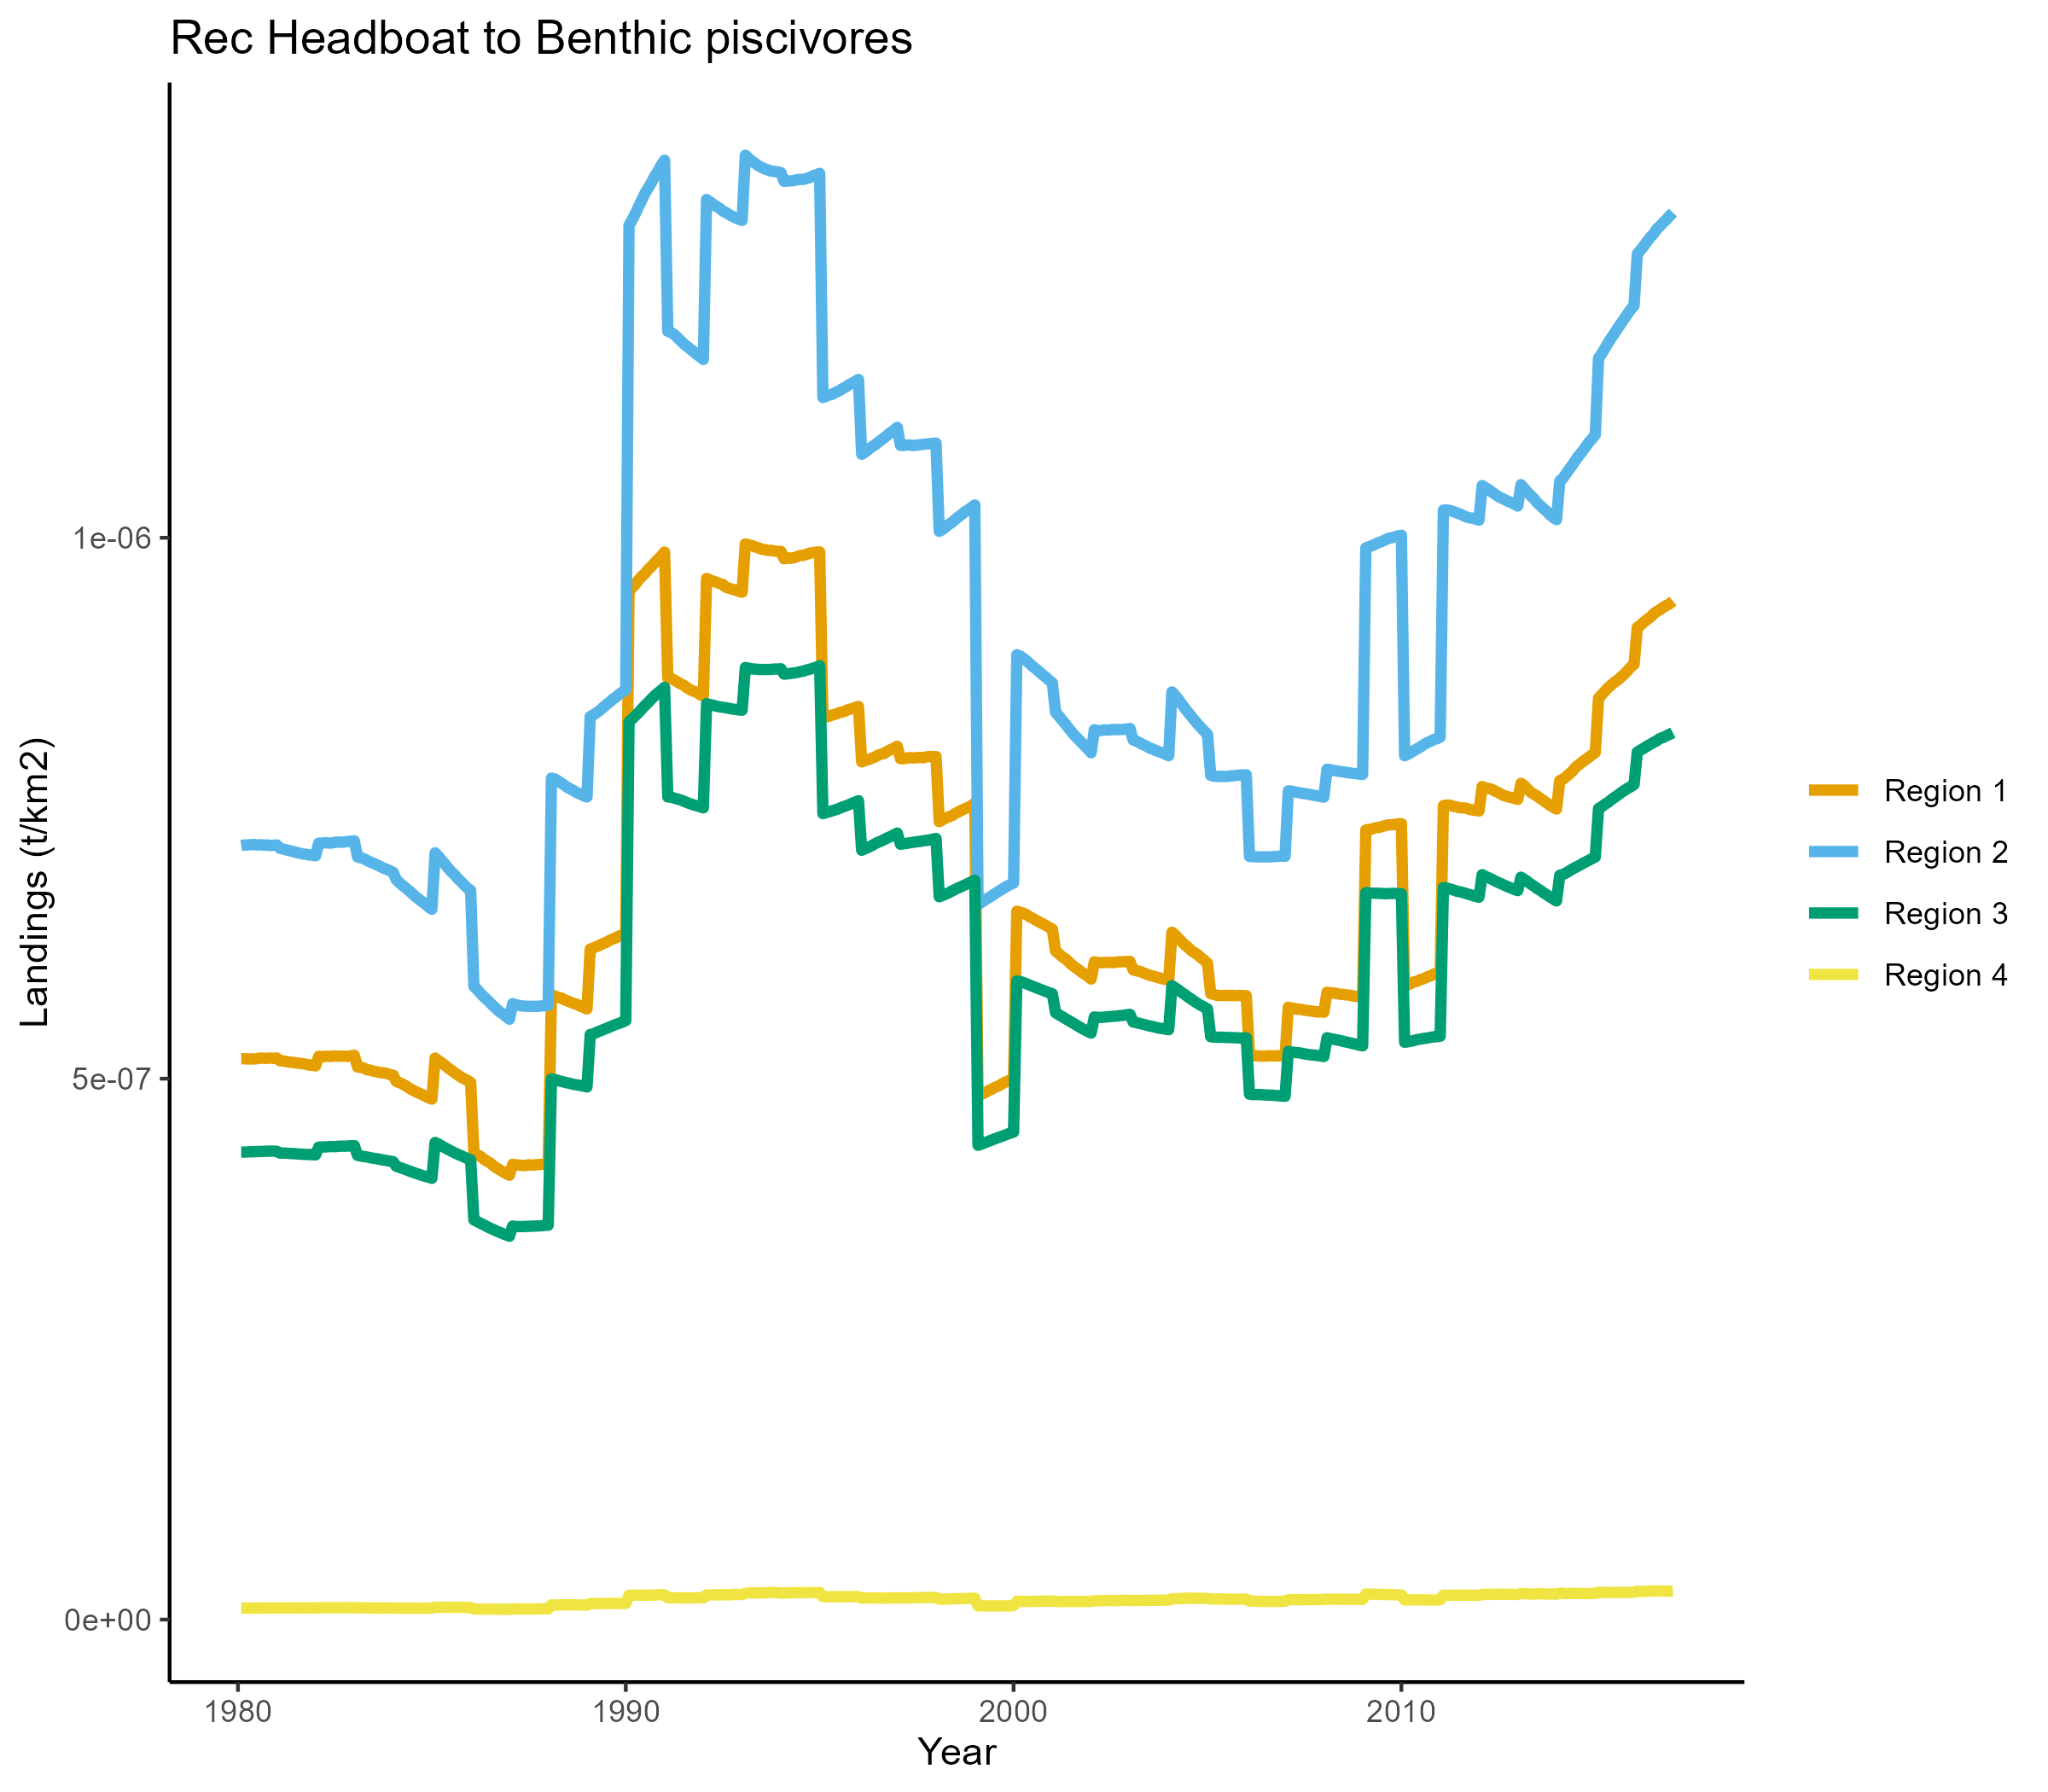 Rec Headboat to Benthic piscivores
Landings (t/km2)
1e-06
5e-07
0e+00
1980
1990
2000
2010
Year
Region 1
Region 2
Region 3
Region 4